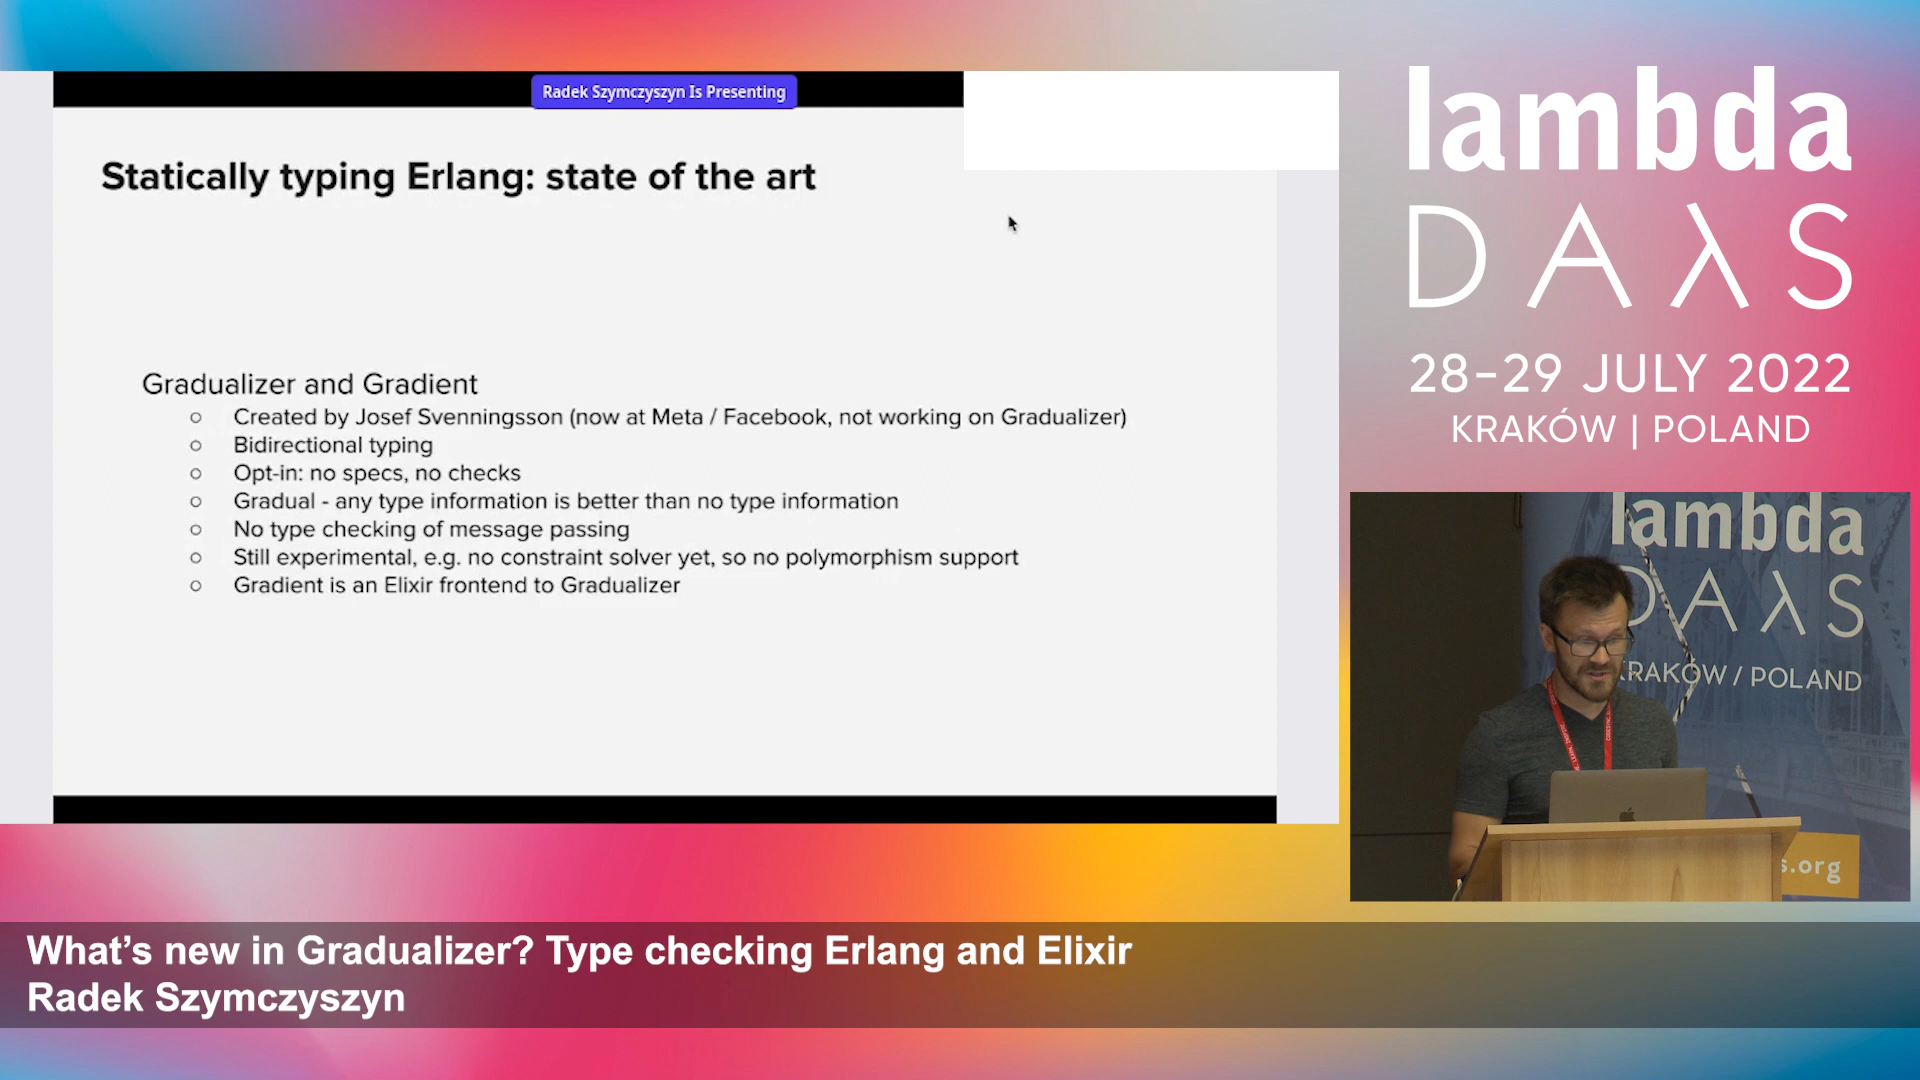 Radek Szymczyszyn Is Presenting
Statically typing Erlang: state of the art
Gradualizer and Gradient
Created by Josef Svenningsson (now at Meta / Facebook, not working on Gradualizer)
Bidirectional typing
Opt-in: no specs, no checks
Gradual - any type information is better than no type information
No type checking of message passing
Still experimental, e.g. no constraint solver yet, so no polymorphism support
Gradient is an Elixir frontend to Gradualizer
lambda
DAλS
28-29 JULY 2022
KRAKÓW | POLAND
lambda
DAλS
KRAKÓW / POLAND
s.org
What's new in Gradualizer? Type checking Erlang and Elixir
Radek Szymczyszyn